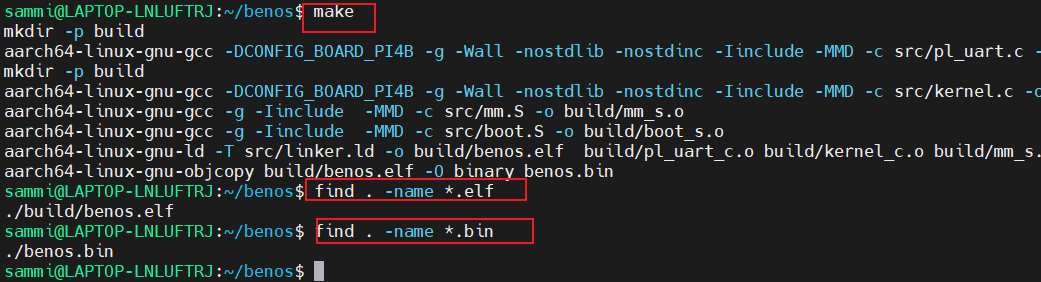 sammi@LAPTOP-LNLUFTRJ:~/benos$ make
mkdir -p build
aarch64-linux-gnu-gcc -DCONFIG_BOARD_PI4B -g -Wall -nostdlib -nostdinc -Iinclude -MMD -c src/pl_uart.c -
mkdir -p build
aarch64-linux-gnu-gcc -DCONFIG_BOARD_PI4B -g -Wall -nostdlib -nostdinc -Iinclude -MMD -c src/kernel.c -o
aarch64-linux-gnu-gcc -g -Iinclude  -MMD -c src/mm.S -o build/mm_s.o
aarch64-linux-gnu-gcc -g -Iinclude  -MMD -c src/boot.S -o build/boot_s.o
aarch64-linux-gnu-ld -T src/linker.ld -o build/benos.elf  build/pl_uart_c.o build/kernel_c.o build/mm_s.
aarch64-linux-gnu-objcopy build/benos.elf -O binary benos.bin
sammi@LAPTOP-LNLUFTRJ:~/benos$ find . -name *.elf
./build/benos.elf
sammi@LAPTOP-LNLUFTRJ:~/benos$ find . -name *.bin
./benos.bin
sammi@LAPTOP-LNLUFTRJ:~/benos$